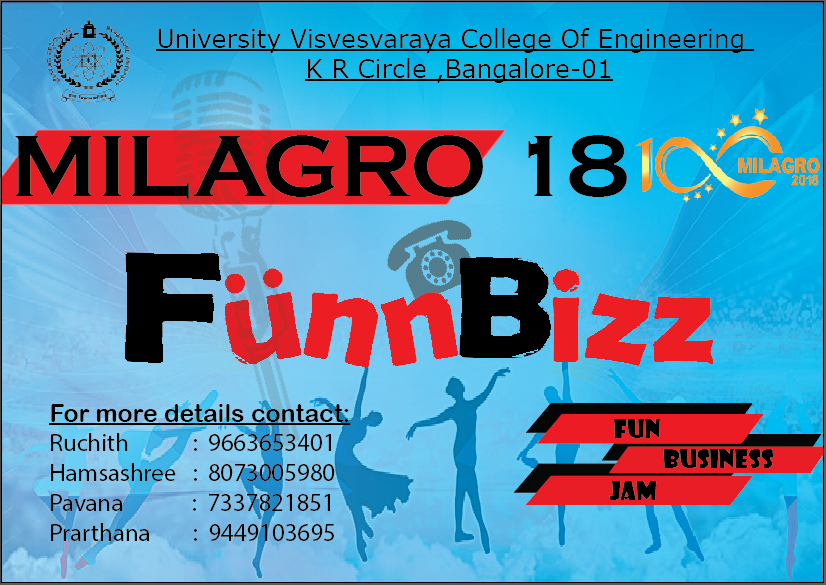 University Visvesvaraya College Of Engineering
K R Circle ,Bangalore-01
MILAGRO 18
100
MILAGRO
2018
FünnBizz
For more details contact:
Ruchith : 9663653401
Hamsashree : 8073005980
Pavana : 7337821851
Prarthana : 9449103695
FUN
BUSINESS
JAM